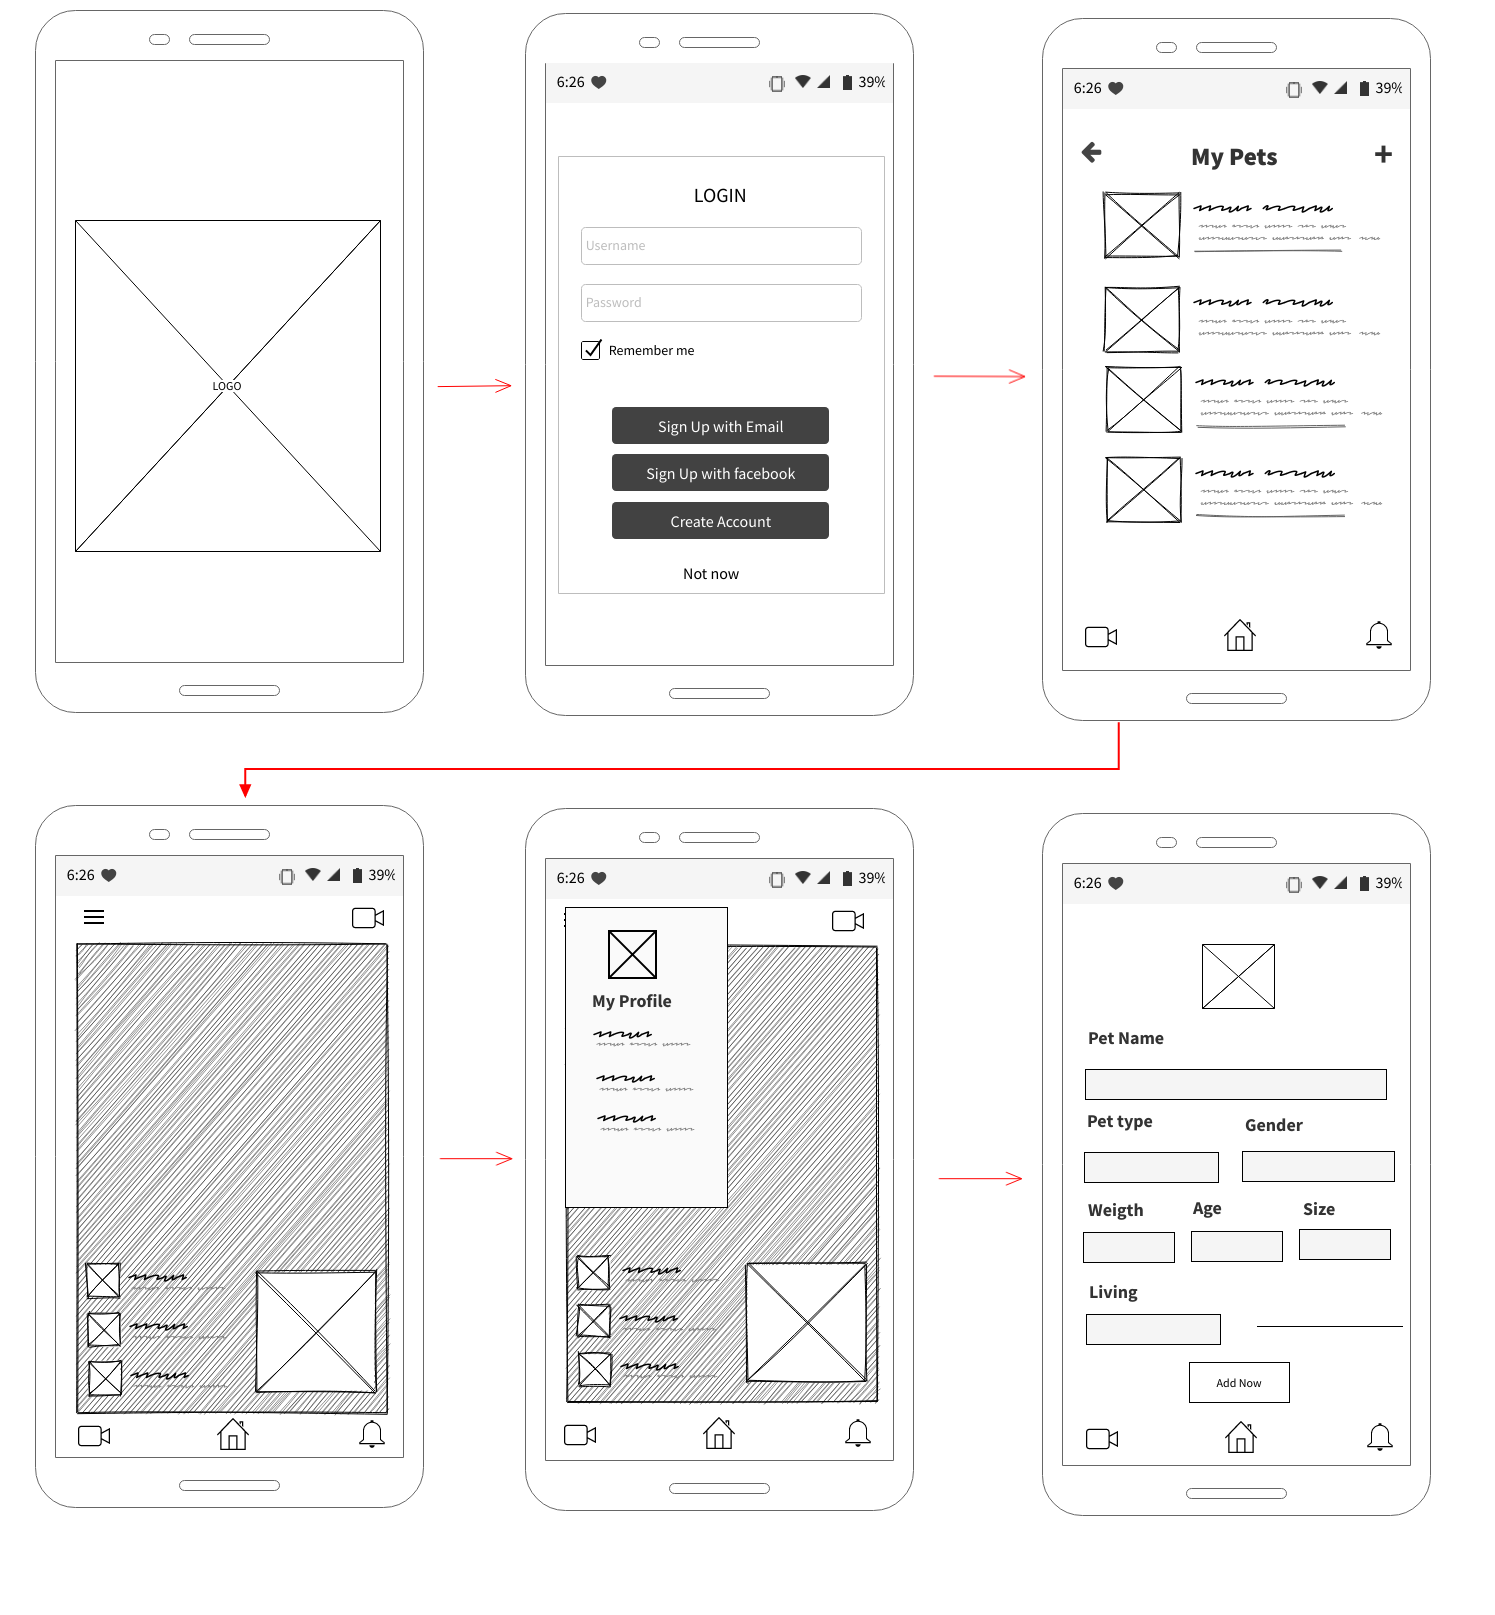 LOGO
6:26 39%
LOGIN
Username
Password
Remember me
Sign Up with Email
Sign Up with facebook
Create Account
Not now
6:26 39%
My Pets
6:26 39%
6:26 39%
My Profile
6:26 39%
Pet Name
Pet type Gender
Weigth Age Size
Living
Add Now